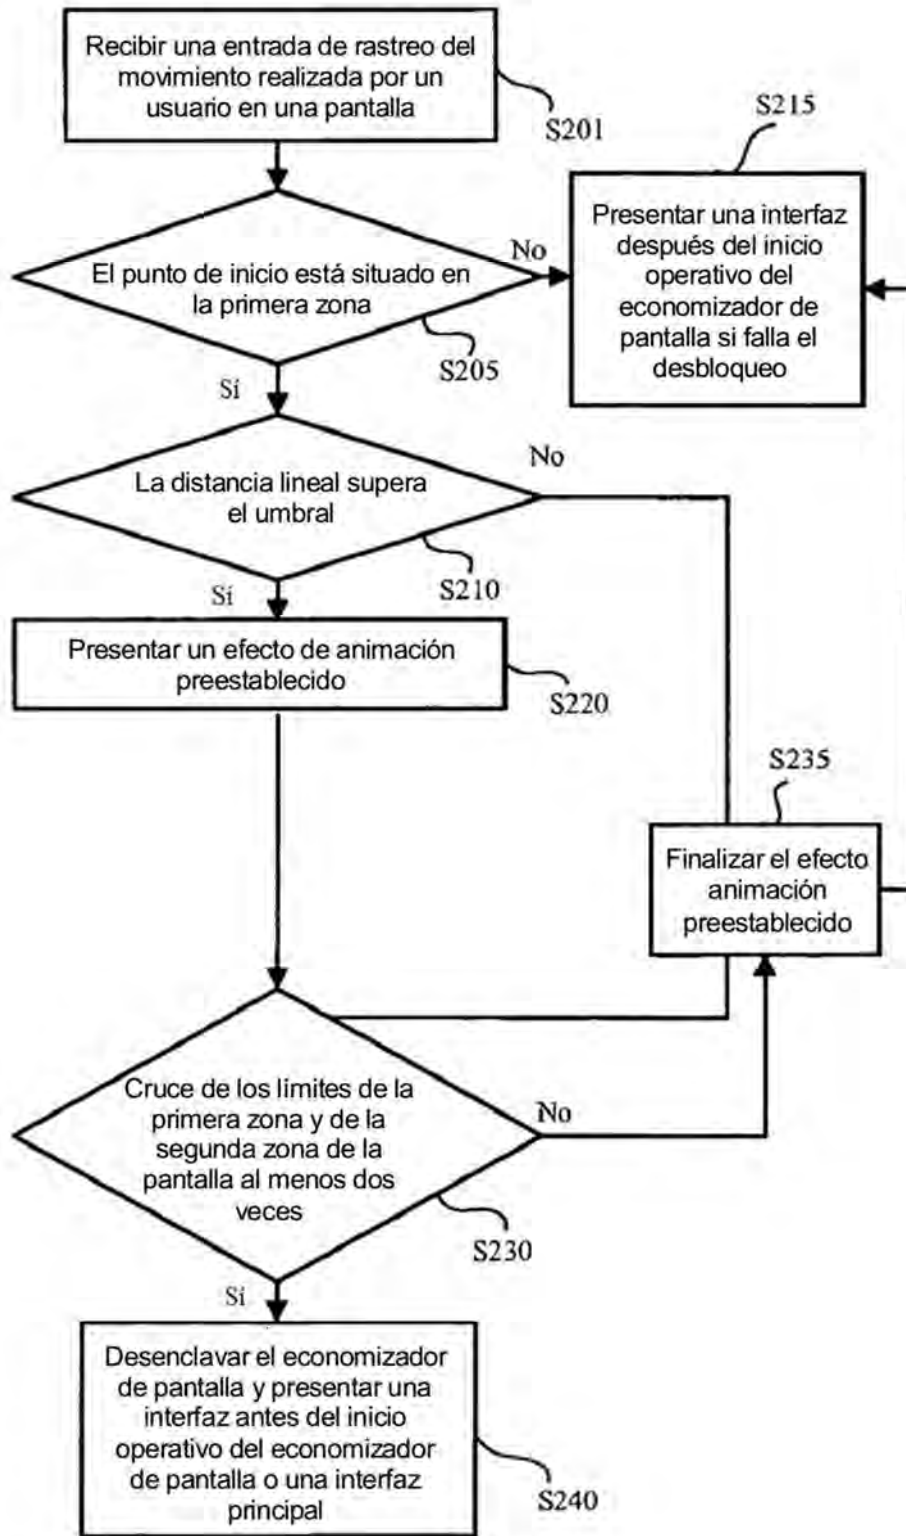 Recibir una entrada de rastreo del
movimiento realizada por un
usuario en una pantalla
S201
S215
Presentar una interfaz
después del inicio
operativo del
economizador de
pantalla si falla el
desbloqueo
El punto de inicio está situado en
la primera zona
No
S205
Sí
La distancia lineal supera
el umbral
No
S210
Sí
Presentar un efecto de animación
preestablecido
S220
S235
Finalizar el efecto
animación
preestablecido
Cruce de los límites de la
primera zona y de la
segunda zona de la
pantalla al menos dos
veces
No
S230
Sí
Desenclavar el economizador
de pantalla y presentar una
interfaz antes del inicio
operativo del economizador
de pantalla o una interfaz
principal
S240